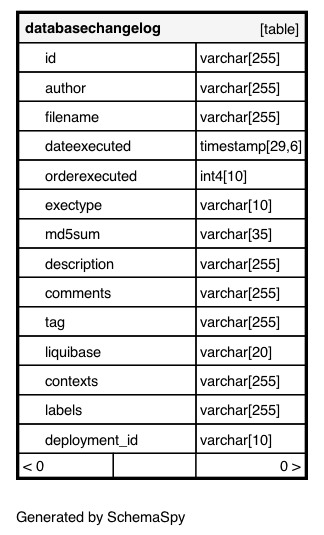 databasechangelog [table]
id varchar[255]
author varchar[255]
filename varchar[255]
dateexecuted timestamp[29,6]
orderexecuted int4[10]
exectype varchar[10]
md5sum varchar[35]
description varchar[255]
comments varchar[255]
tag varchar[255]
liquibase varchar[20]
contexts varchar[255]
labels varchar[255]
deployment_id varchar[10]
< 0 0 >
Generated by SchemaSpy